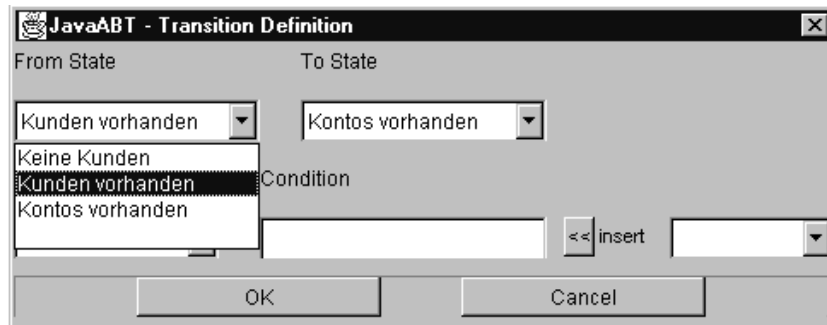 JavaABT - Transition Definition
From State To State
Kunden vorhanden Kontos vorhanden
Keine Kunden
Kunden vorhanden
Condition
Kontos vorhanden
<< insert
OK Cancel